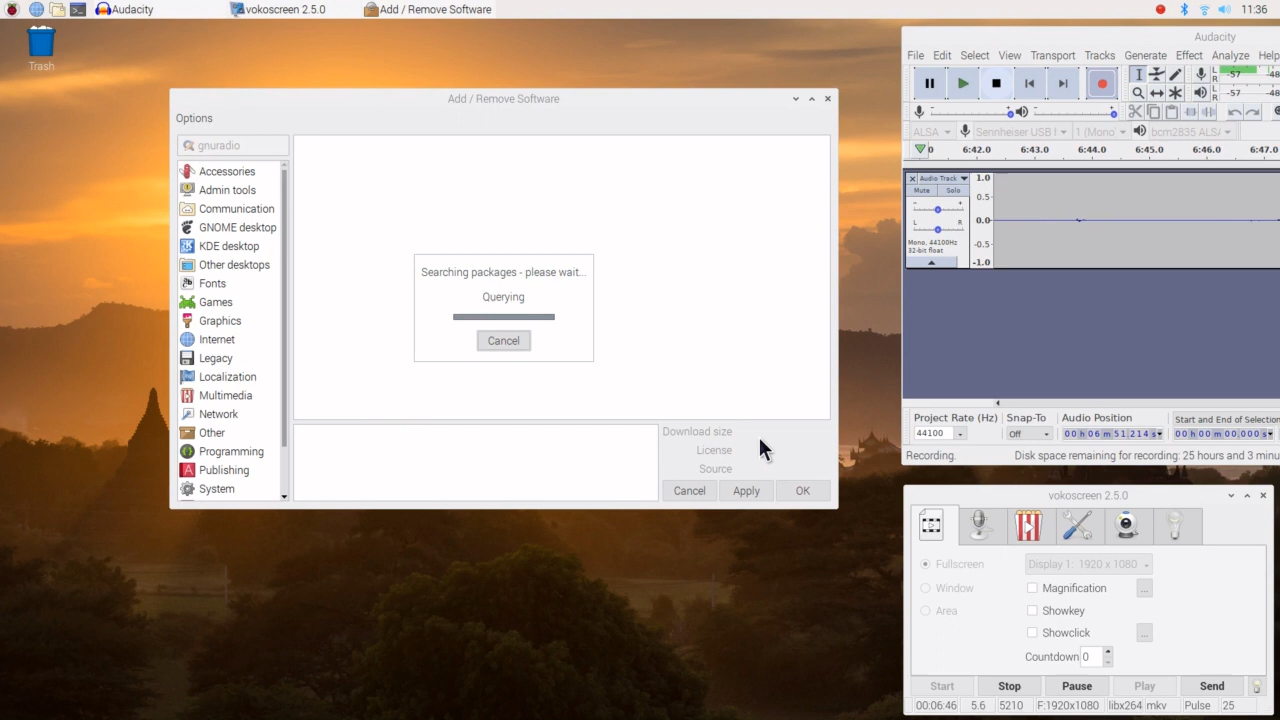 Audacity
vokoscreen 2.5.0
Add / Remove Software
11:36
Trash
Add / Remove Software
Options
gnuradio
Accessories
Admin tools
Communication
GNOME desktop
KDE desktop
Other desktops
Fonts
Games
Graphics
Internet
Legacy
Localization
Multimedia
Network
Other
Programming
Publishing
System
Searching packages - please wait...
Querying
Cancel
Download size
License
Source
Cancel Apply OK
Audacity
File Edit Select View Transport Tracks Generate Effect Analyze Help
L
R
-57 -48
L
R
-57 -48
ALSA Sennheiser USB 1 (Mono) bcm2835 ALSA
0 6:42.0 6:43.0 6:44.0 6:45.0 6:46.0 6:47.0
Audio Track
Mute Solo
- +
L R
Mono, 44100Hz
32-bit float
1.0
0.5-
0.0-
-0.5-
-1.0
Project Rate (Hz) Snap-To Audio Position Start and End of Selection
44100 Off 00 h 06 m 51.214 s 00 h 00 m 00.000 s
Recording. Disk space remaining for recording: 25 hours and 3 minu
vokoscreen 2.5.0
Fullscreen
Window
Area
Display 1: 1920 x 1080
Magnification ...
Showkey
Showclick ...
Countdown 0
Start Stop Pause Play Send
00:06:46 5.6 5210 F:1920x1080 libx264 mkv Pulse 25